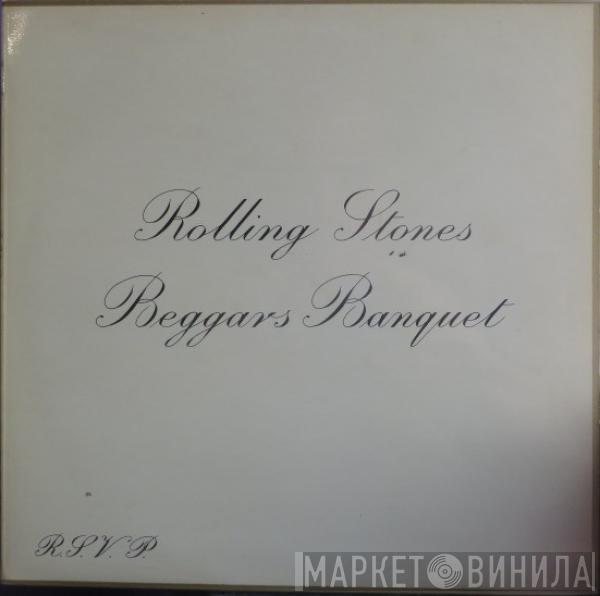 Rolling Stones
Beggars Banquet
R.S.V.P.
МАРКЕТ ВИНИЛА